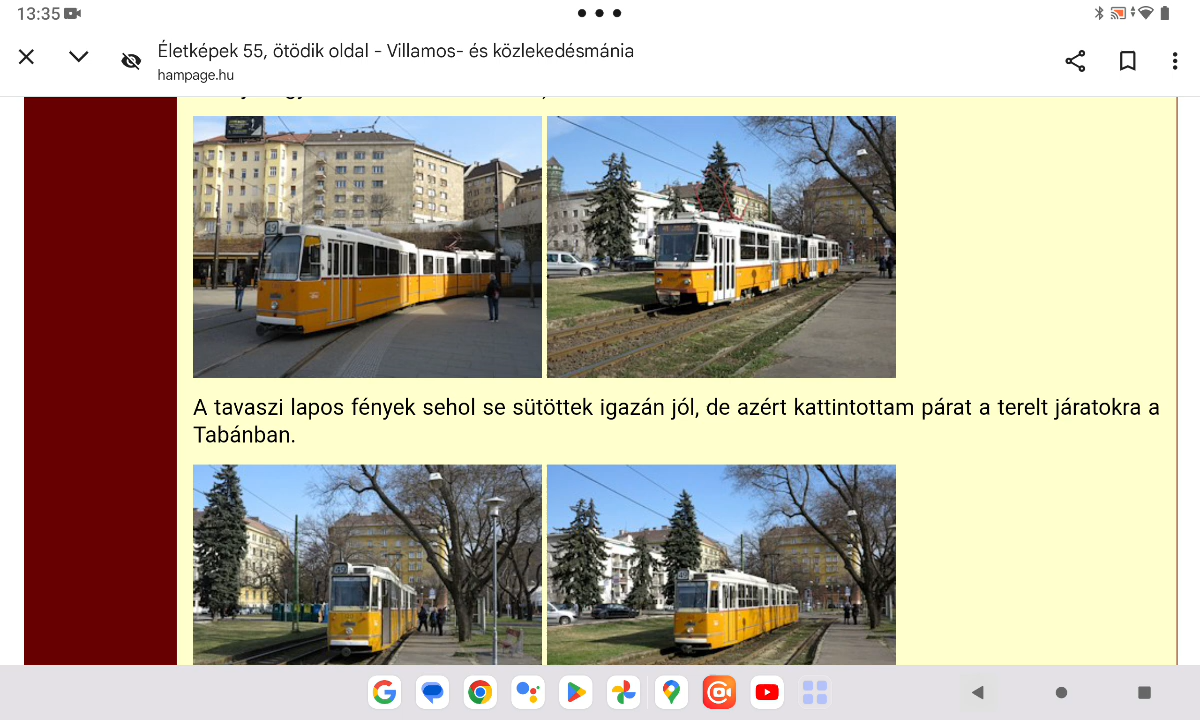 13:35
Életképek 55, ötödik oldal - Villamos- és közlekedésmánia
hampage.hu
A tavaszi lapos fények sehol se sütöttek igazán jól, de azért kattintottam párat a terelt járatokra a
Tabánban.